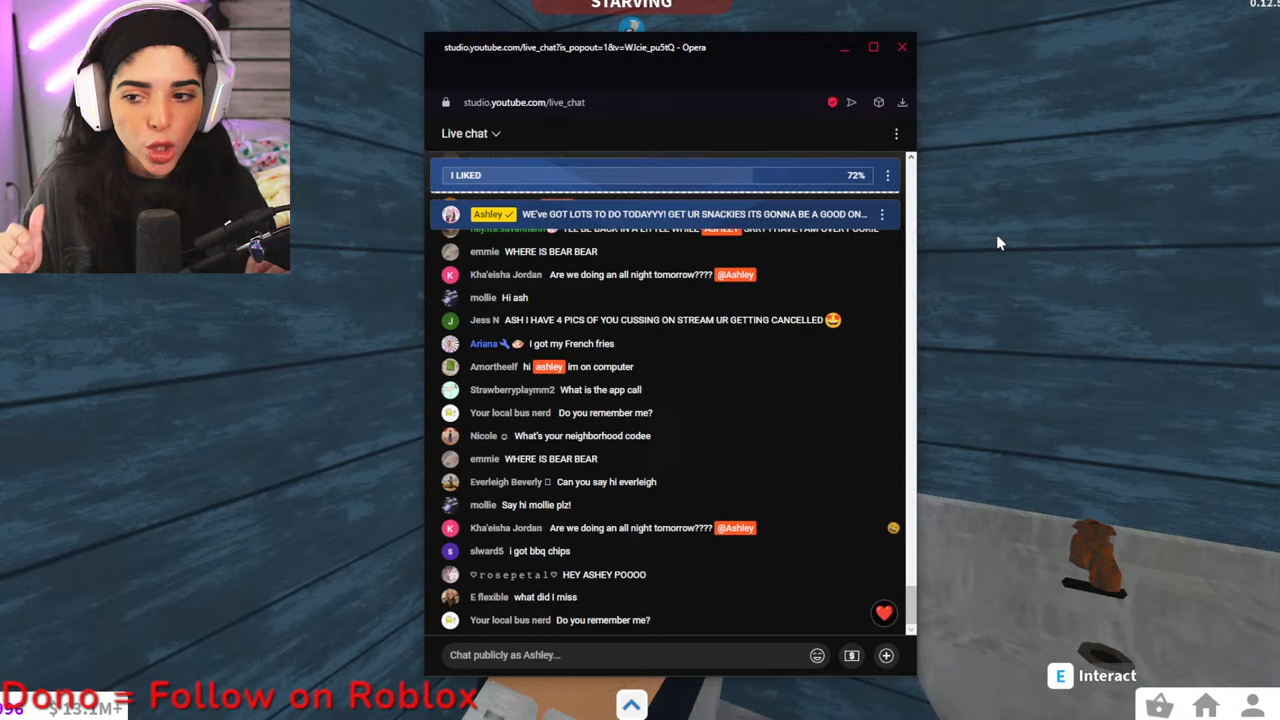 STARVING
0.12.5
studio.youtube.com/live_chat?is_popout=1&v=WJcie_pu5tQ - Opera
studio.youtube.com/live_chat
Live chat
I LIKED 72%
Ashley WE've GOT LOTS TO DO TODAYYY! GET UR SNACKIES ITS GONNA BE A GOOD ON...
emmie WHERE IS BEAR BEAR
Kha'eisha Jordan Are we doing an all night tomorrow???? @Ashley
mollie Hi ash
J Jess N ASH I HAVE 4 PICS OF YOU CUSSING ON STREAM UR GETTING CANCELLED 🤩
Ariana I got my French fries
Amortheelf hi ashley im on computer
Strawberryplaymm2 What is the app call
Your local bus nerd Do you remember me?
Nicole ☺ What's your neighborhood codee
emmie WHERE IS BEAR BEAR
Everleigh Beverly Can you say hi everleigh
mollie Say hi mollie plz!
K Kha'eisha Jordan Are we doing an all night tomorrow???? @Ashley
s slward5 i got bbq chips
♡ r o s e p e t a l ♡ HEY ASHEY POOOO
E flexible what did I miss
Your local bus nerd Do you remember me?
Chat publicly as Ashley...
E Interact
Dono = Follow on Roblox
$ 13.1M+